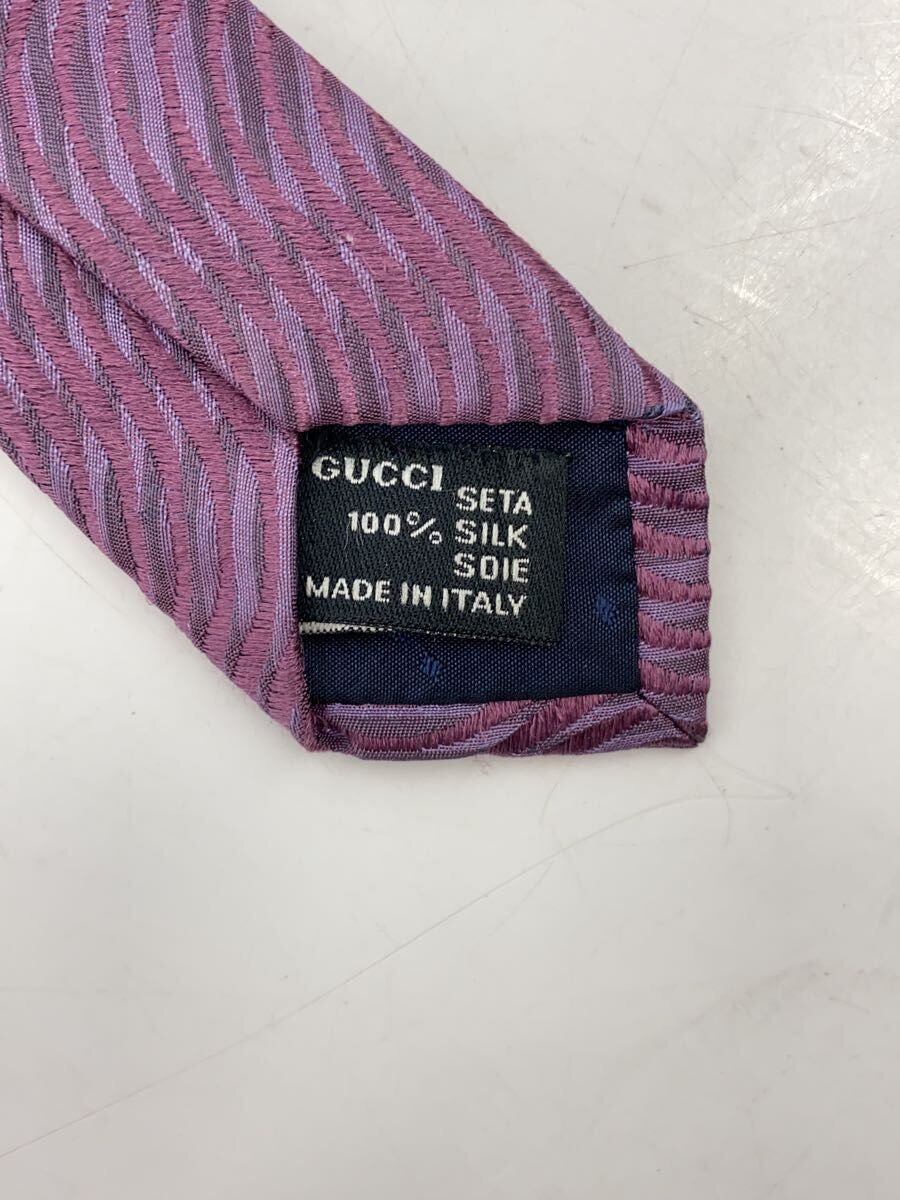 GUCCI
SETA
100% SILK
SOIE
MADE IN ITALY